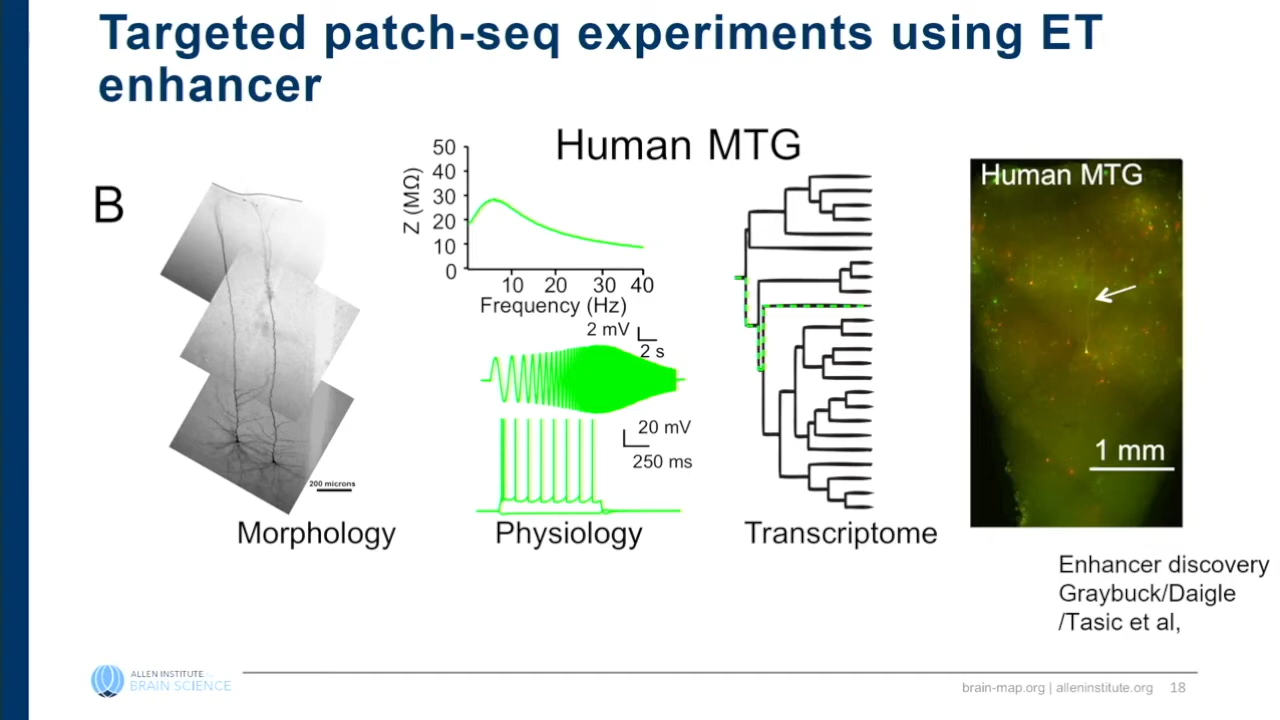 Targeted patch-seq experiments using ET
enhancer
Human MTG
B
50
40
30
20
10
0
Z (MΩ)
10 20 30 40
Frequency (Hz)
2 mV
2 s
20 mV
250 ms
200 microns
Morphology
Physiology
Transcriptome
Human MTG
1 mm
Enhancer discovery
Graybuck/Daigle
/Tasic et al,
ALLEN INSTITUTE for
BRAIN SCIENCE
brain-map.org | alleninstitute.org 18